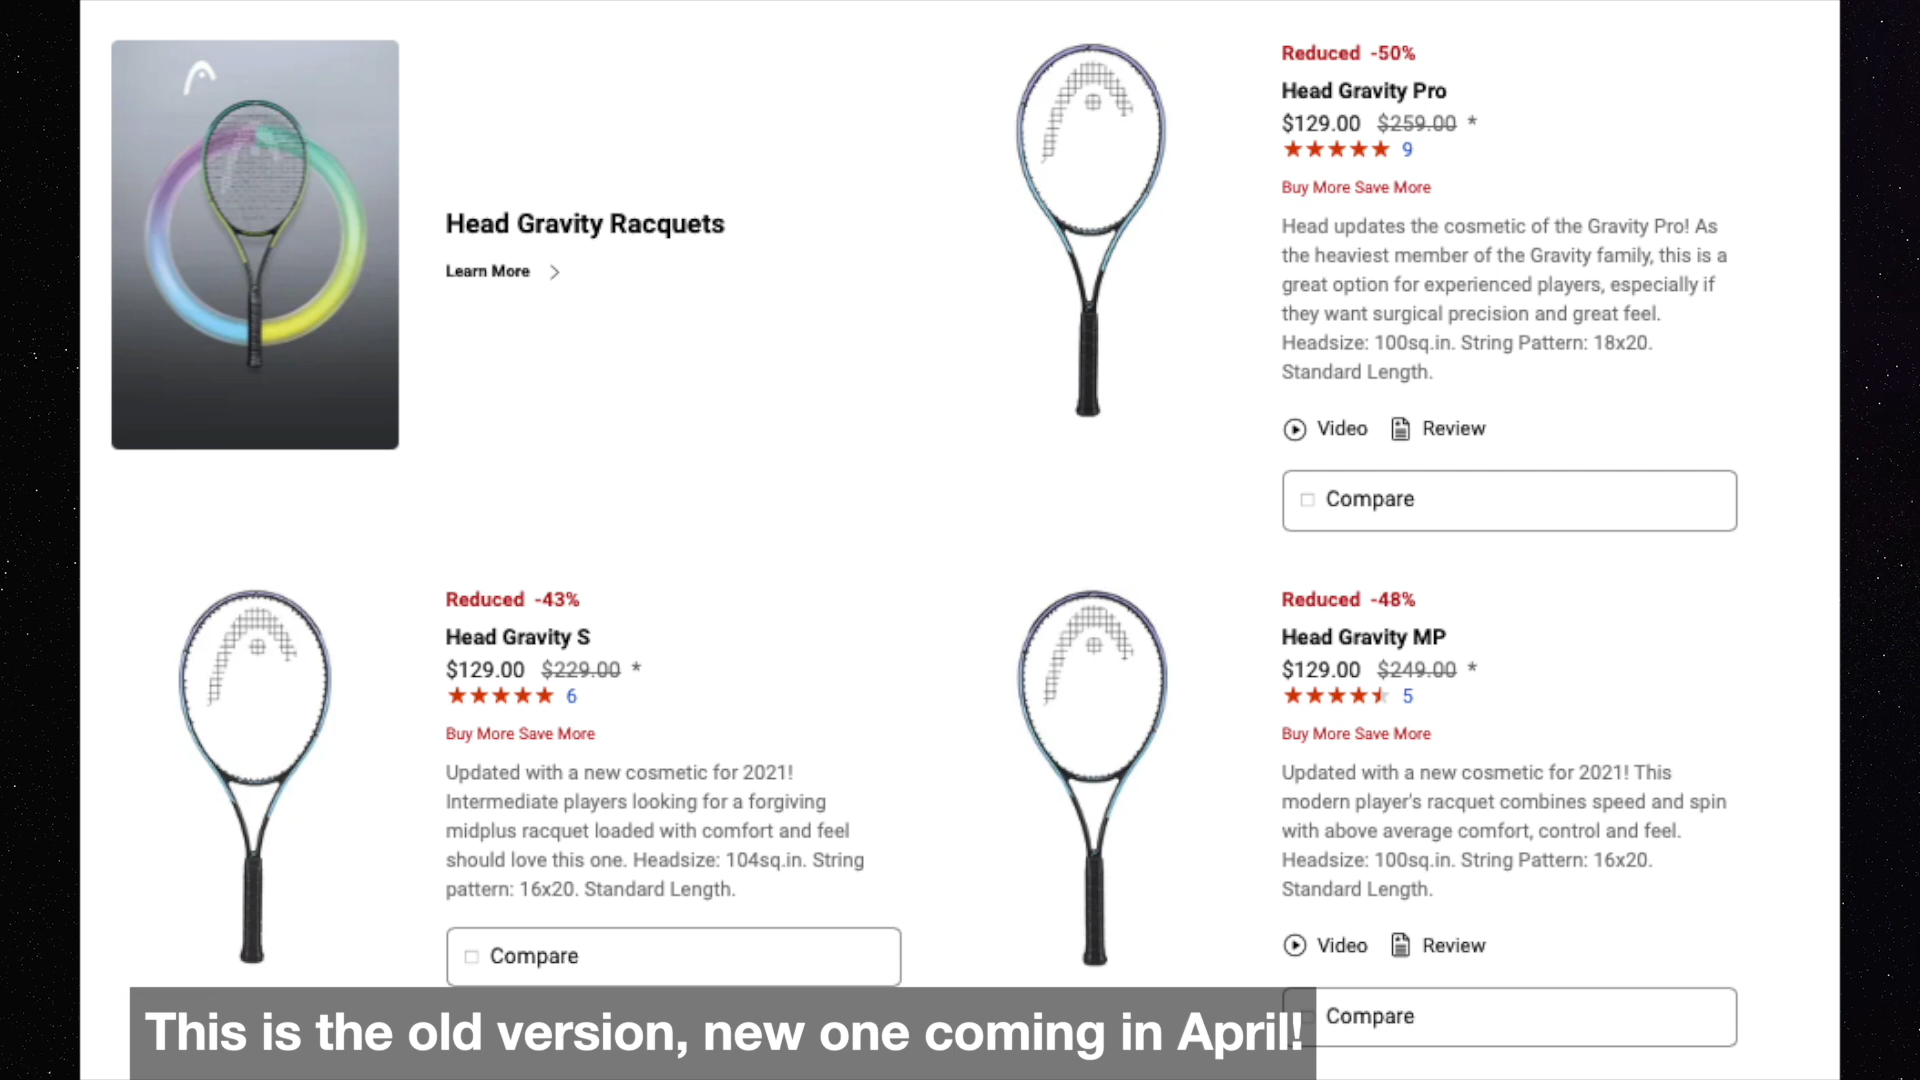 Head Gravity Racquets
Learn More
Reduced -50%
Head Gravity Pro
$129.00 $259.00 *
9
Buy More Save More
Head updates the cosmetic of the Gravity Pro! As
the heaviest member of the Gravity family, this is a
great option for experienced players, especially if
they want surgical precision and great feel.
Headsize: 100sq.in. String Pattern: 18x20.
Standard Length.
Video Review
Compare
Reduced -43%
Head Gravity S
$129.00 $229.00 *
6
Buy More Save More
Updated with a new cosmetic for 2021!
Intermediate players looking for a forgiving
midplus racquet loaded with comfort and feel
should love this one. Headsize: 104sq.in. String
pattern: 16x20. Standard Length.
Compare
Reduced -48%
Head Gravity MP
$129.00 $249.00 *
5
Buy More Save More
Updated with a new cosmetic for 2021! This
modern player's racquet combines speed and spin
with above average comfort, control and feel.
Headsize: 100sq.in. String Pattern: 16x20.
Standard Length.
Video Review
Compare
This is the old version, new one coming in April!